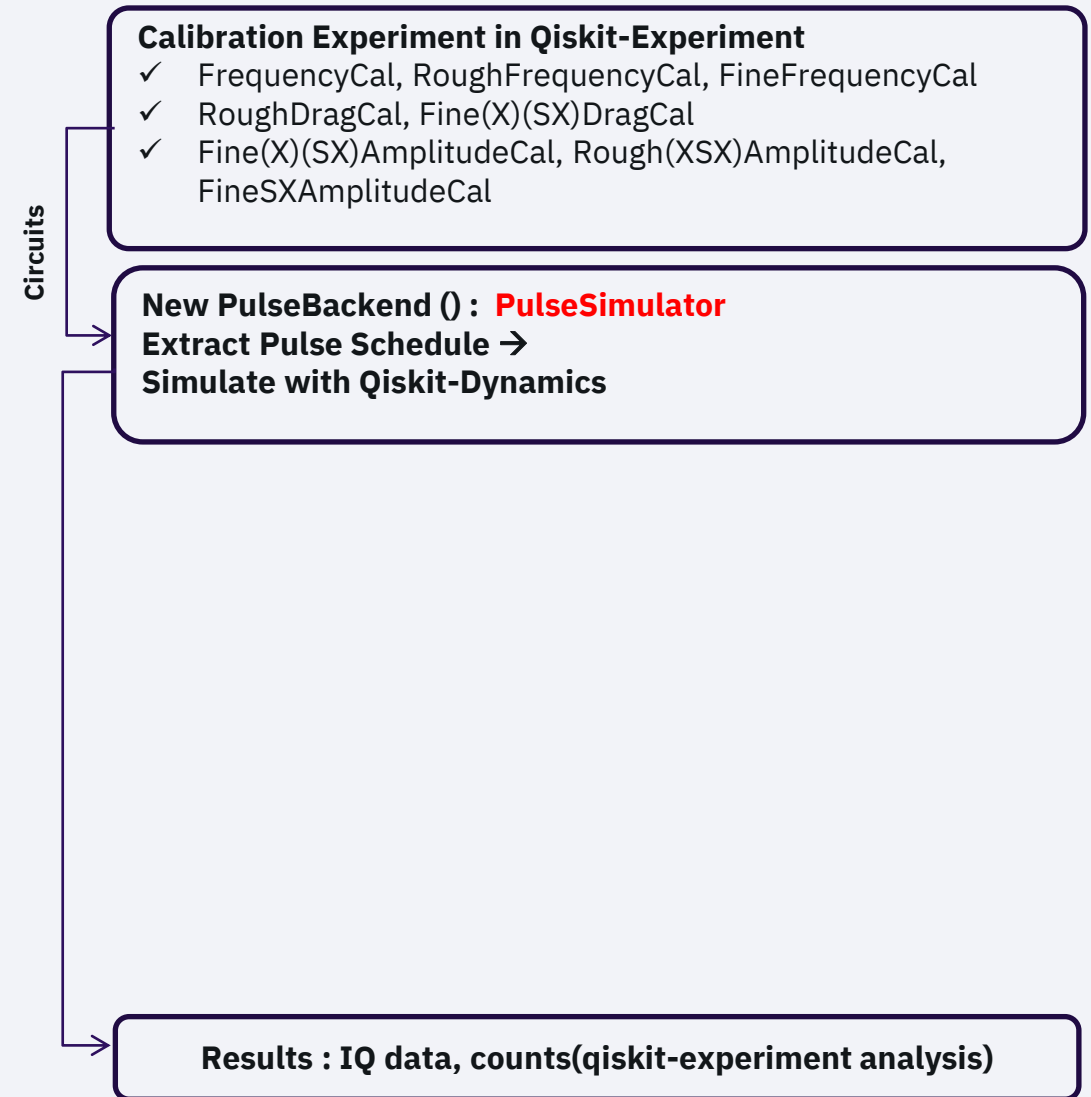 Calibration Experiment in Qiskit-Experiment
✓ FrequencyCal, RoughFrequencyCal, FineFrequencyCal
✓ RoughDragCal, Fine(X)(SX)DragCal
✓ Fine(X)(SX)AmplitudeCal, Rough(XSX)AmplitudeCal,
FineSXAmplitudeCal
Circuits
New PulseBackend () : PulseSimulator
Extract Pulse Schedule →
Simulate with Qiskit-Dynamics
Results : IQ data, counts(qiskit-experiment analysis)